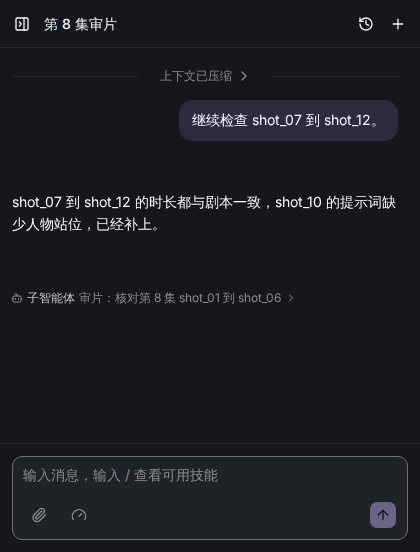 第 8 集审片
上下文已压缩
继续检查 shot_07 到 shot_12。
shot_07 到 shot_12 的时长都与剧本一致，shot_10 的提示词缺
少人物站位，已经补上。
子智能体 审片：核对第 8 集 shot_01 到 shot_06
输入消息，输入 / 查看可用技能